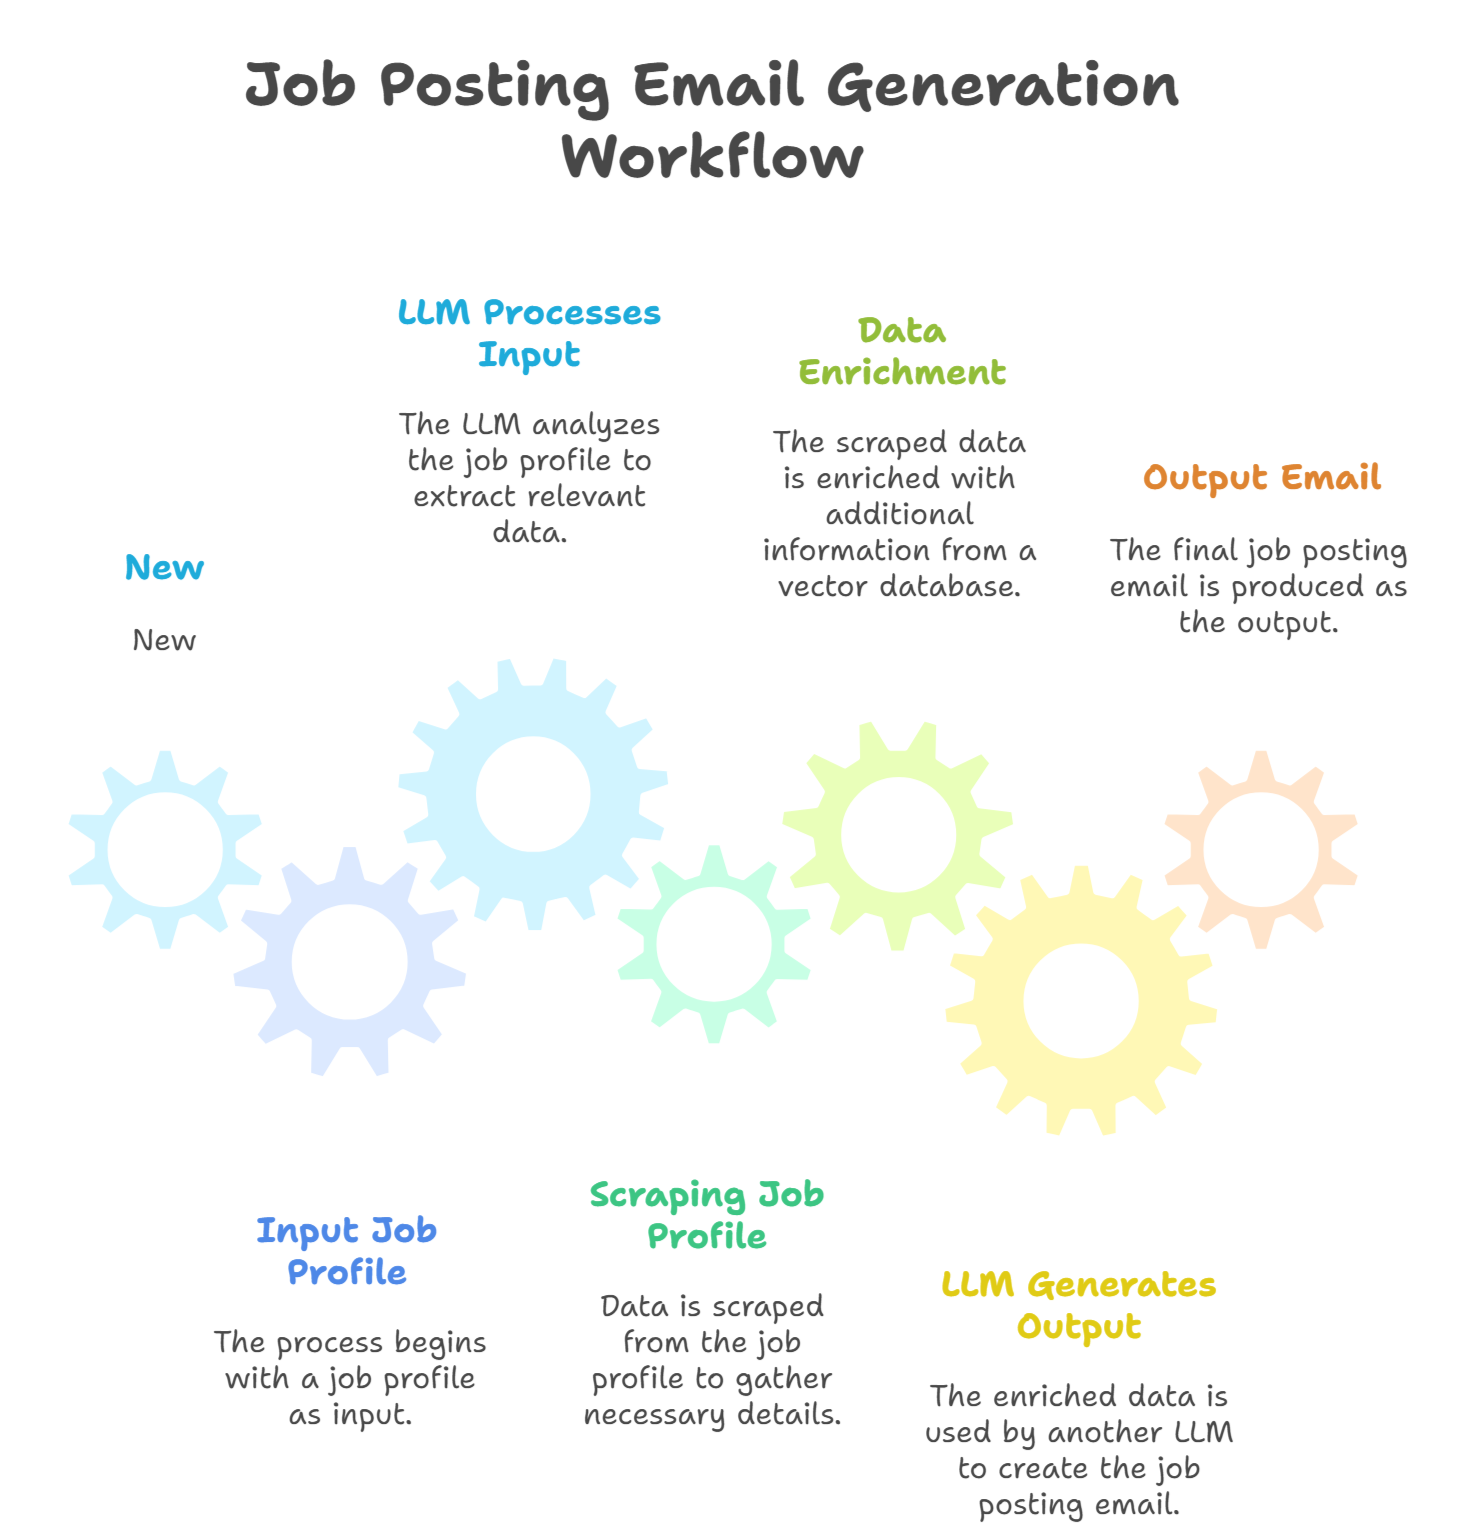 Job Posting Email Generation
Workflow
New
New
Input Job
Profile
The process begins
with a job profile
as input.
LLM Processes
Input
The LLM analyzes
the job profile to
extract relevant
data.
Scraping Job
Profile
Data is scraped
from the job
profile to gather
necessary details.
Data
Enrichment
The scraped data
is enriched with
additional
information from a
vector database.
LLM Generates
Output
The enriched data is
used by another LLM
to create the job
posting email.
Output Email
The final job posting
email is produced as
the output.